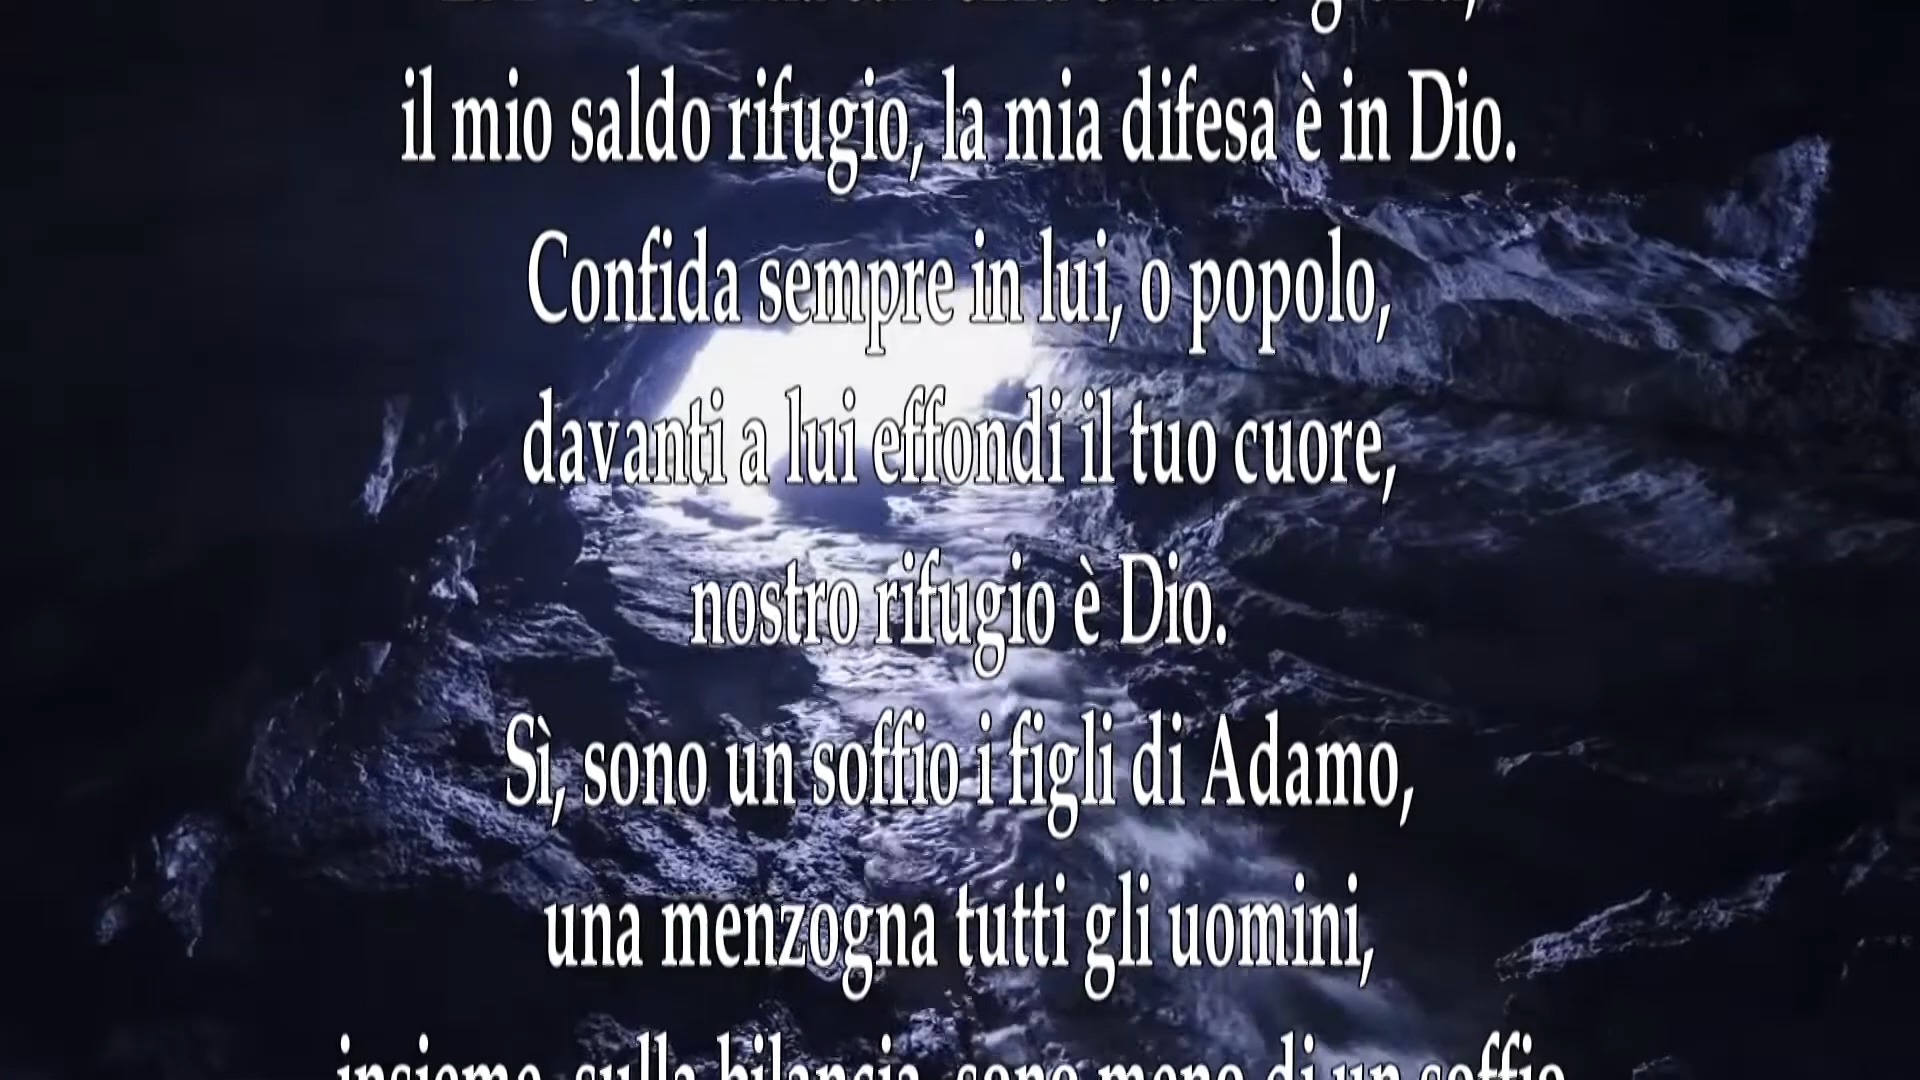 il mio saldo rifugio, la mia difesa è in Dio.
Confida sempre in lui, o popolo,
davanti a lui effondi il tuo cuore,
nostro rifugio è Dio.
Sì, sono un soffio i figli di Adamo,
una menzogna tutti gli uomini,
insieme, sulla bilancia, sono meno di un soffio